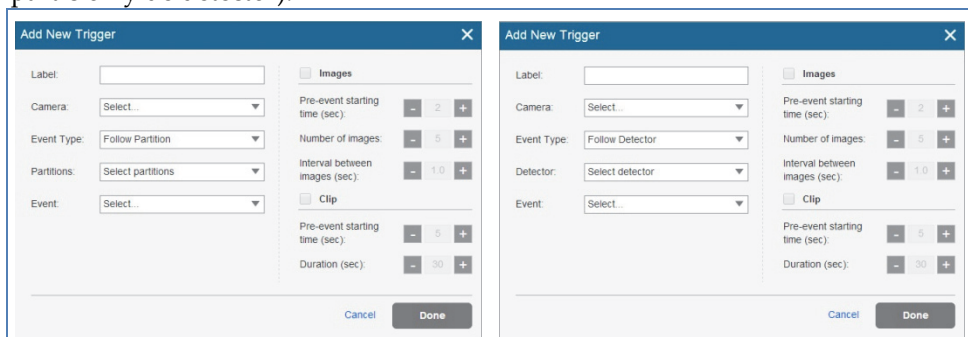 Add New Trigger
Label:
Camera: Select...
Event Type: Follow Partition
Partitions: Select partitions
Event: Select...
Images
Pre-event starting
time (sec): - 2 +
Number of images: - 5 +
Interval between
images (sec): - 1.0 +
Clip
Pre-event starting
time (sec): - 5 +
Duration (sec): - 30 +
Cancel Done
Add New Trigger
Label:
Camera: Select...
Event Type: Follow Detector
Detector: Select detector
Event: Select...
Images
Pre-event starting
time (sec): - 2 +
Number of images: - 5 +
Interval between
images (sec): - 1.0 +
Clip
Pre-event starting
time (sec): - 5 +
Duration (sec): - 30 +
Cancel Done